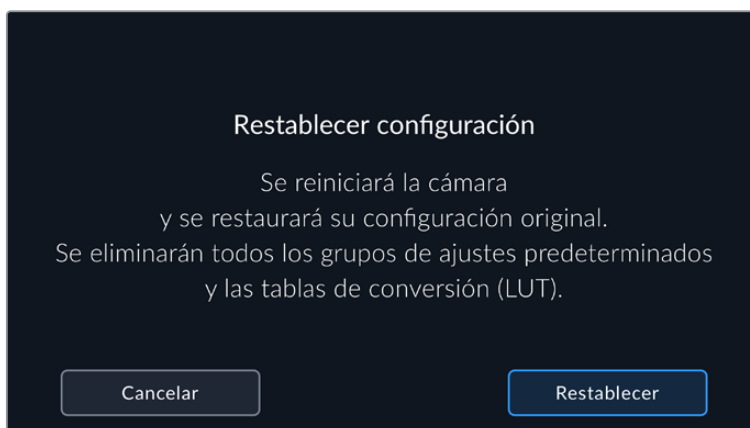 Restablecer configuración
Se reiniciará la cámara
y se restaurará su configuración original.
Se eliminarán todos los grupos de ajustes predeterminados
y las tablas de conversión (LUT).
Cancelar
Restablecer